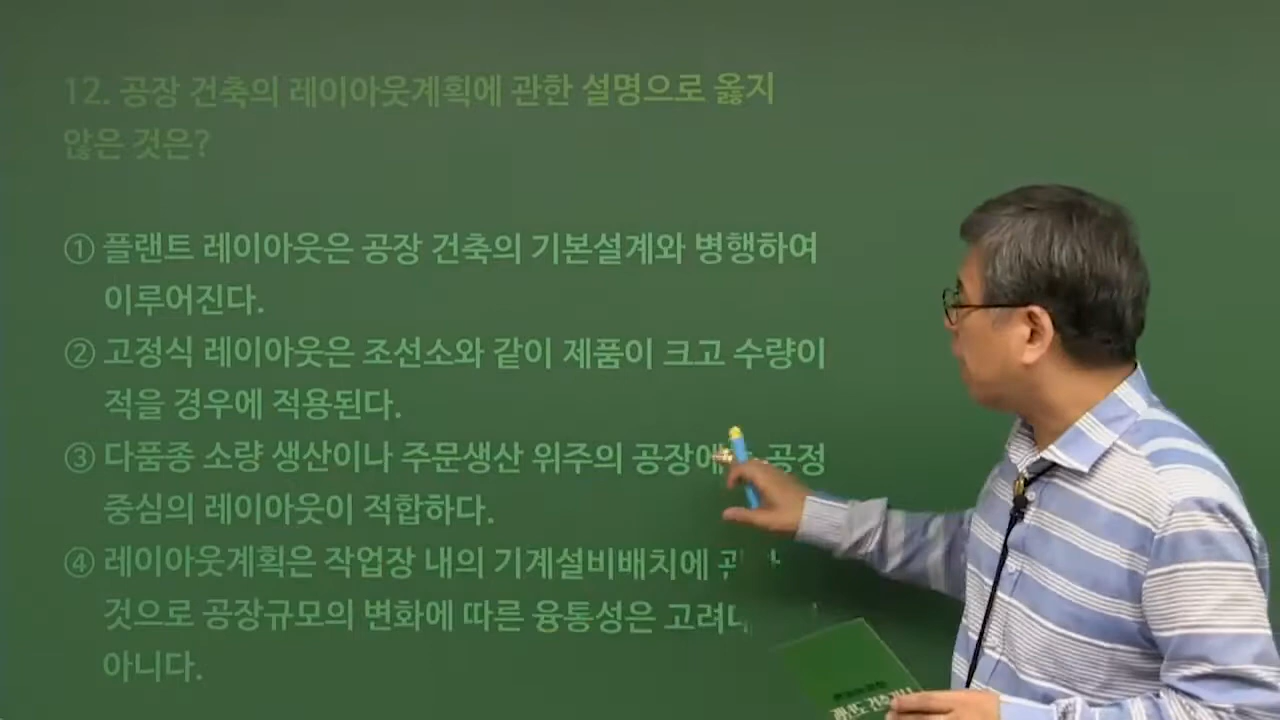 12. 공장 건축의 레이아웃계획에 관한 설명으로 옳지
않은 것은?
① 플랜트 레이아웃은 공장 건축의 기본설계와 병행하여
이루어진다.
② 고정식 레이아웃은 조선소와 같이 제품이 크고 수량이
적을 경우에 적용된다.
③ 다품종 소량 생산이나 주문생산 위주의 공장에 공정
중심의 레이아웃이 적합하다.
④ 레이아웃계획은 작업장 내의 기계설비배치에
것으로 공장규모의 변화에 따른 융통성은
아니다.
건축기사